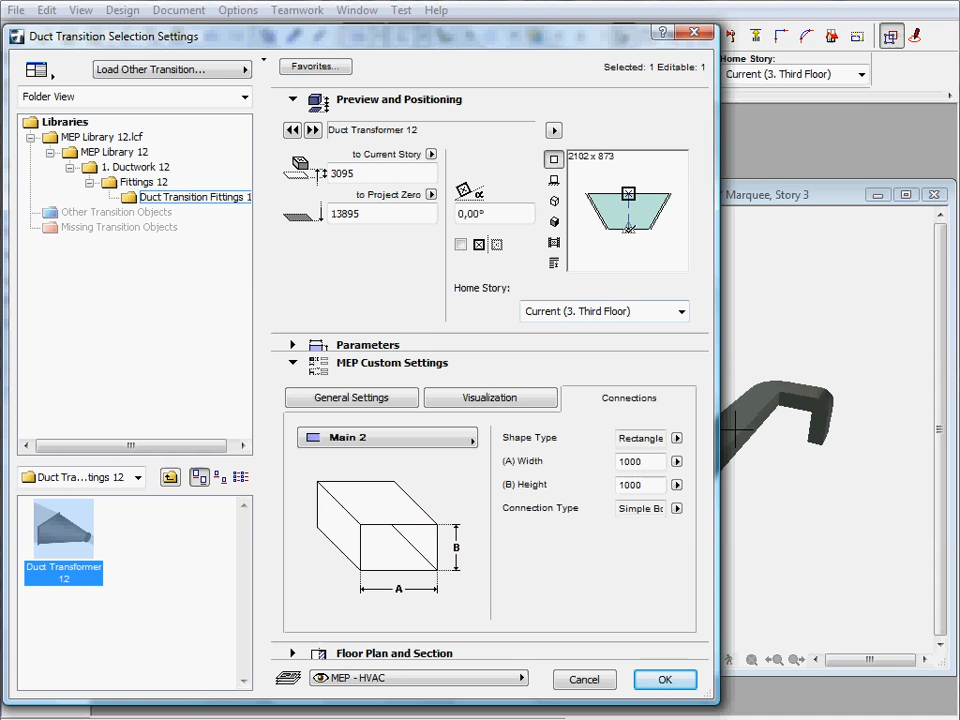 File Edit View Design Document Options Teamwork Window Test Help
Duct Transition Selection Settings
?
Load Other Transition...
Folder View
Libraries
MEP Library 12.lcf
MEP Library 12
1. Ductwork 12
Fittings 12
Duct Transition Fittings 1
Other Transition Objects
Missing Transition Objects
Duct Tra...tings 12
Duct Transformer
12
Favorites...
Selected: 1 Editable: 1
Preview and Positioning
Duct Transformer 12
to Current Story
3095
to Project Zero
13895
α
0,00°
2102 x 873
Home Story:
Current (3. Third Floor)
Parameters
MEP Custom Settings
General Settings
Visualization
Connections
Main 2
B
A
Shape Type Rectangle
(A) Width 1000
(B) Height 1000
Connection Type Simple Bc
Floor Plan and Section
MEP - HVAC
Cancel
OK
Home Story:
Current (3. Third Floor)
/ Marquee, Story 3